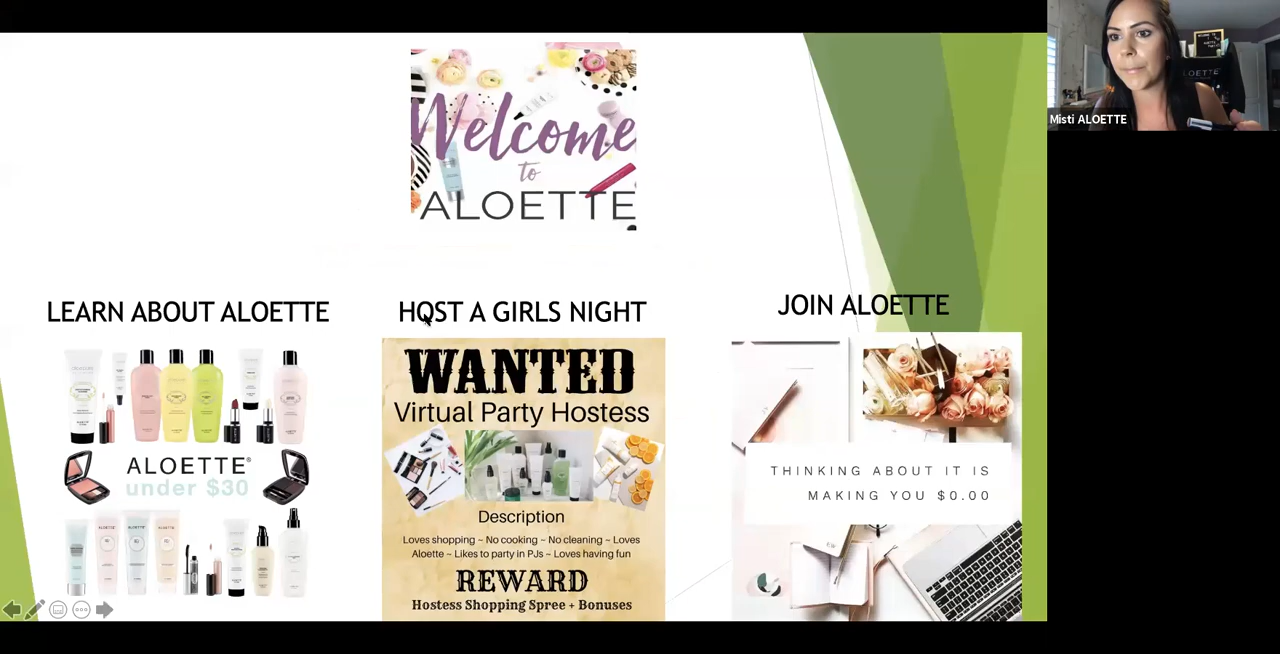 Welcome
to
ALOETTE
Misti ALOETTE
LEARN ABOUT ALOETTE
HOST A GIRLS NIGHT
JOIN ALOETTE
ALOETTE®
under $30
WANTED
Virtual Party Hostess
Description
Loves shopping ~ No cooking ~ No cleaning ~ Loves
Aloette ~ Likes to party in PJs ~ Loves having fun
REWARD
Hostess Shopping Spree + Bonuses
THINKING ABOUT IT IS
MAKING YOU $0.00